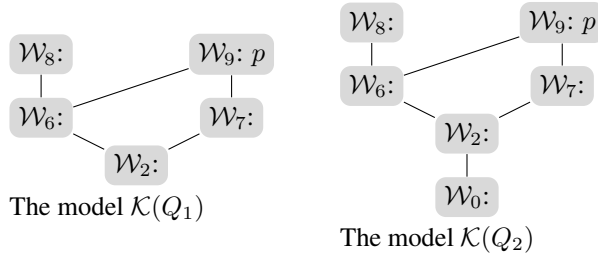 𝒲₈:
𝒲₉: p
𝒲₆:
𝒲₇:
𝒲₂:
The model 𝒦(Q₁)
𝒲₈:
𝒲₉: p
𝒲₆:
𝒲₇:
𝒲₂:
𝒲₀:
The model 𝒦(Q₂)